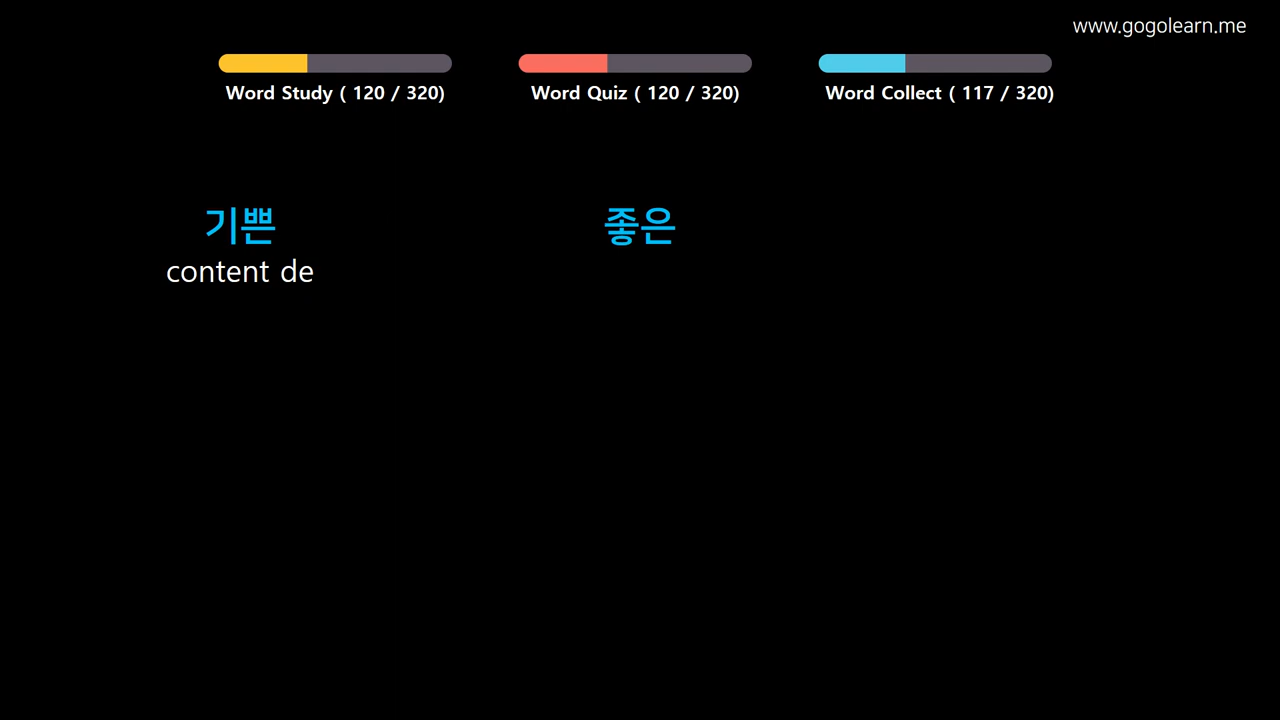 www.gogolearn.me
Word Study ( 120 / 320)
Word Quiz ( 120 / 320)
Word Collect ( 117 / 320)
기쁜
좋은
content de